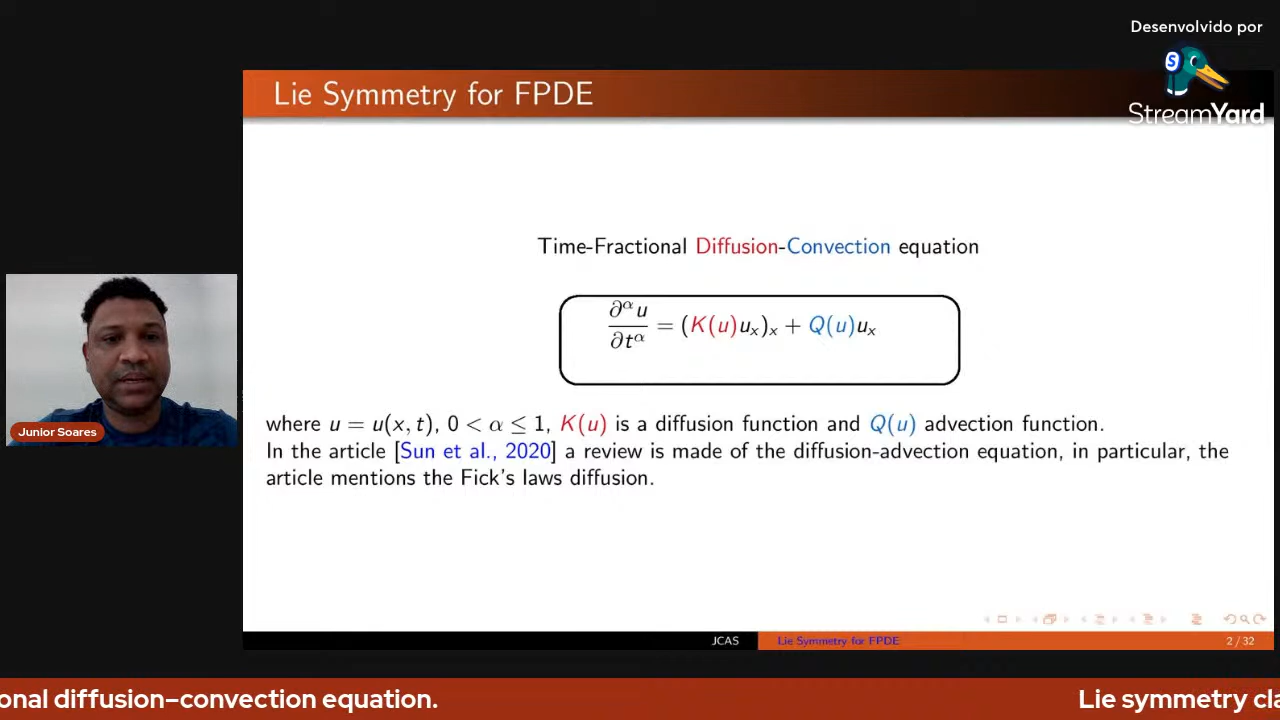 Desenvolvido por
StreamYard
Lie Symmetry for FPDE
Time-Fractional Diffusion-Convection equation
∂^α u / ∂t^α = (K(u)u_x)_x + Q(u)u_x
where u = u(x, t), 0 < α ≤ 1, K(u) is a diffusion function and Q(u) advection function.
In the article [Sun et al., 2020] a review is made of the diffusion-advection equation, in particular, the
article mentions the Fick's laws diffusion.
Junior Soares
JCAS
Lie Symmetry for FPDE
2 / 32
onal diffusion–convection equation.
Lie symmetry cla